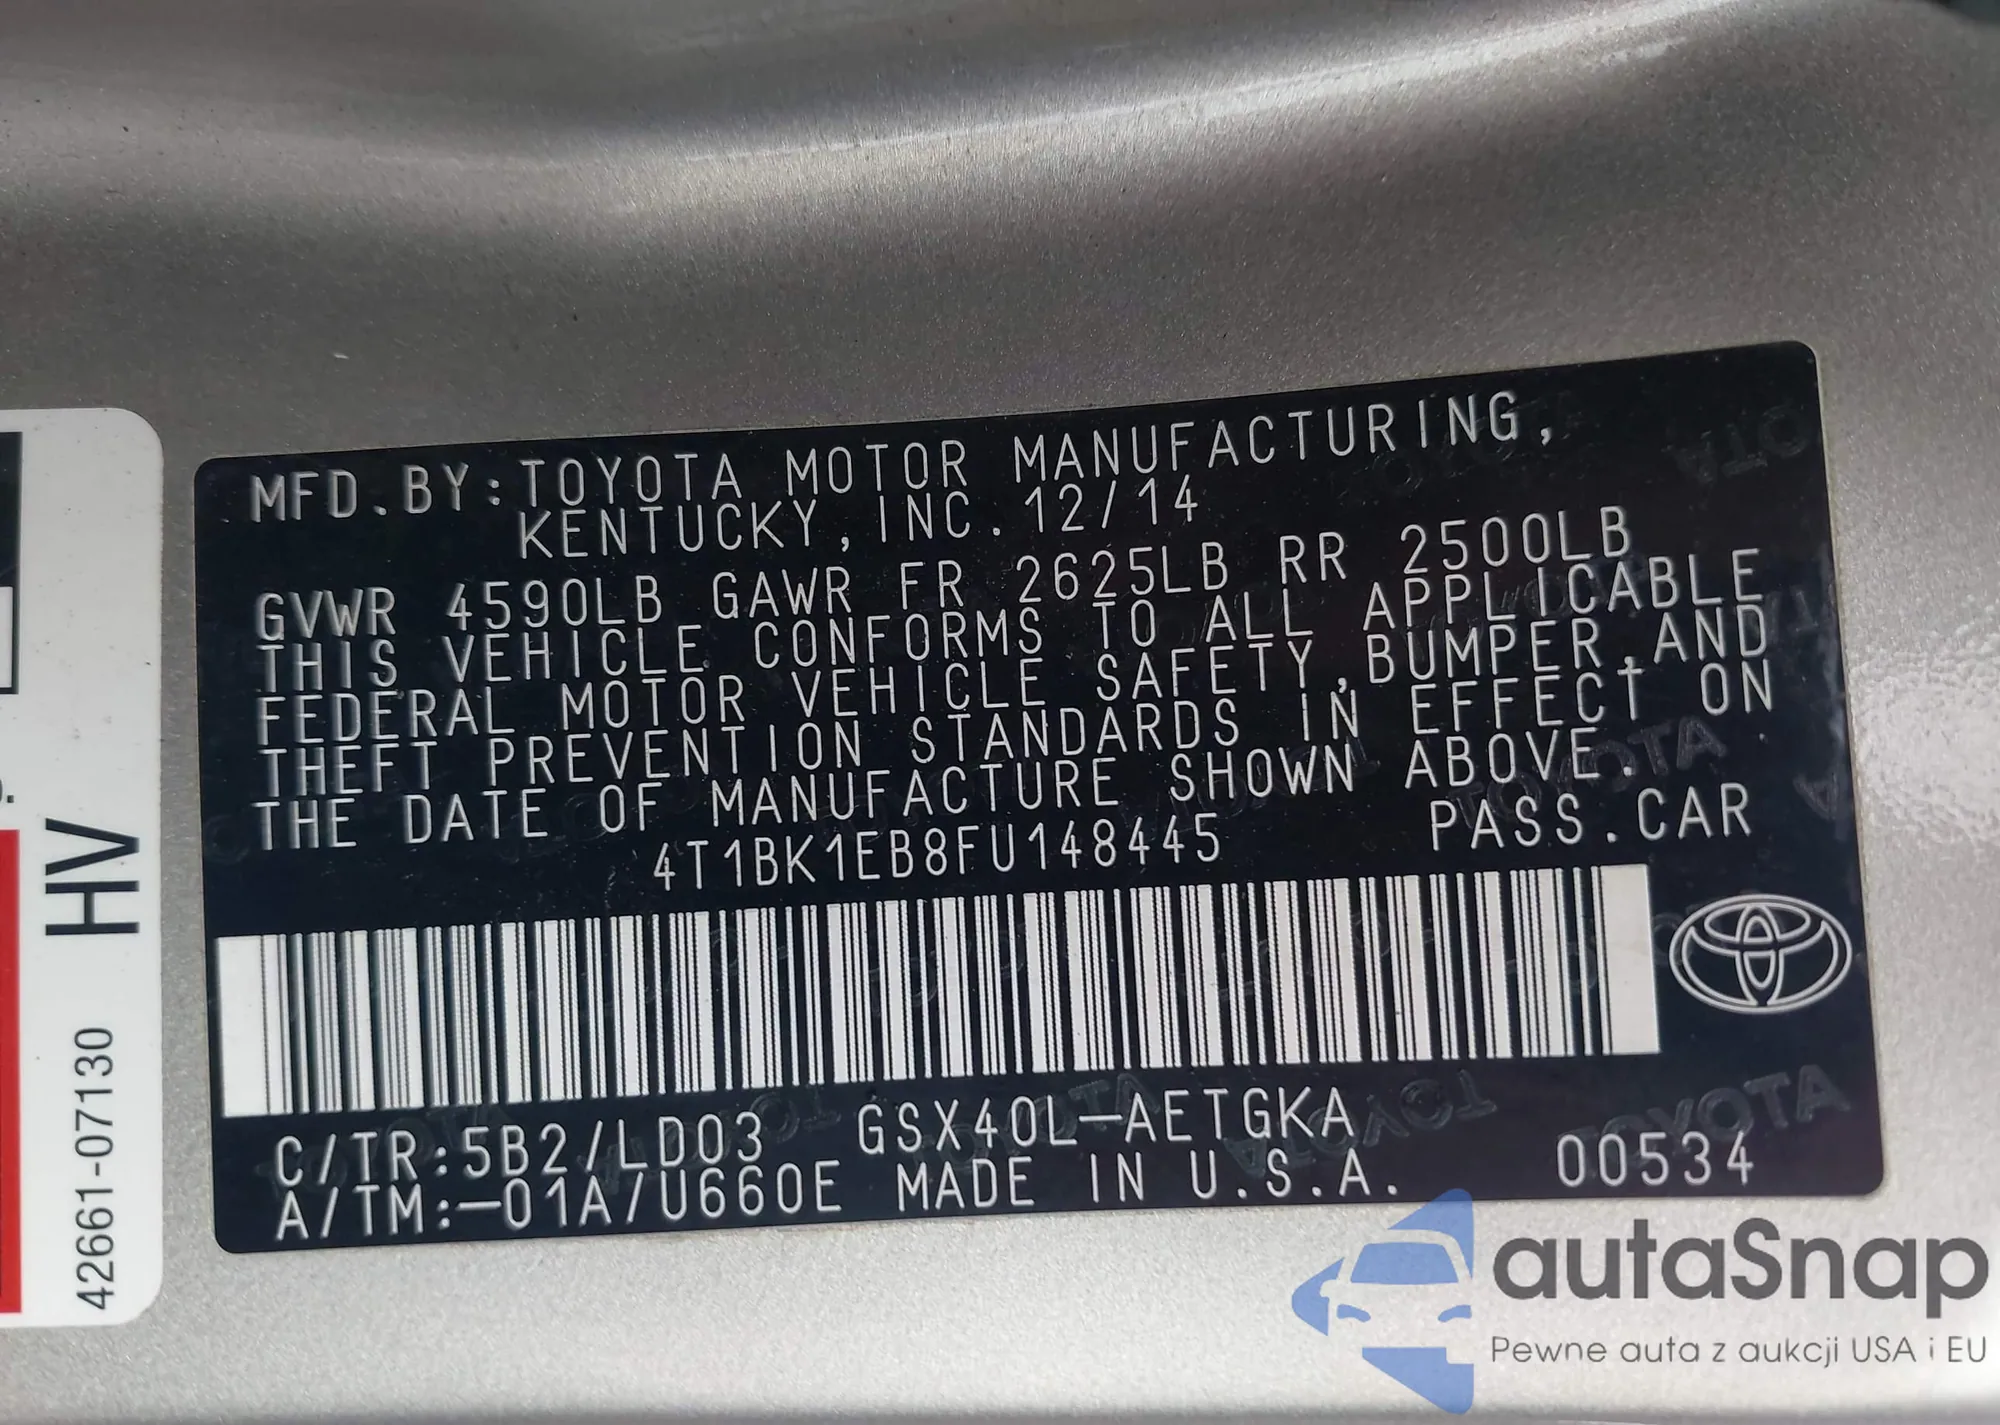 MFD.BY:TOYOTA MOTOR MANUFACTURING,
KENTUCKY, INC. 12/14
GVWR 4590LB GAWR FR 2625LB RR 2500LB
THIS VEHICLE CONFORMS TO ALL APPLICABLE
FEDERAL MOTOR VEHICLE SAFETY,BUMPER,AND
THEFT PREVENTION STANDARDS IN EFFECT ON
THE DATE OF MANUFACTURE SHOWN ABOVE.
4T1BK1EB8FU148445 PASS.CAR
C/TR:5B2/LD03 GSX40L-AETGKA
A/TM:-01A/U660E MADE IN U.S.A. 00534
HV
42661-07130
autaSnap
Pewne auta z aukcji USA i EU